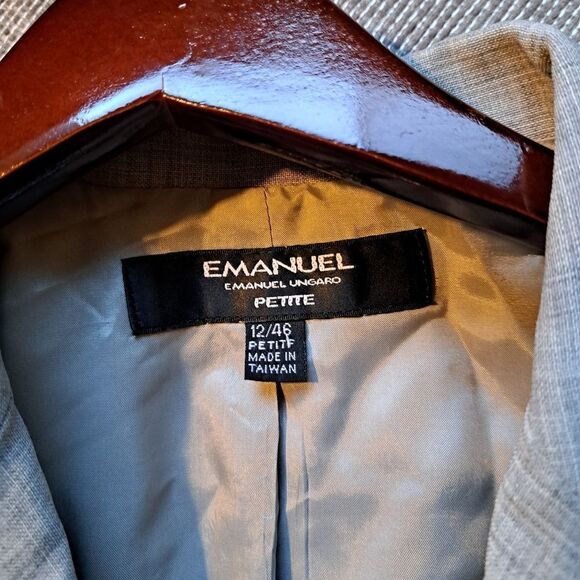 EMANUEL
EMANUEL UNGARO
PETITE
12/46
PETITE
MADE IN
TAIWAN